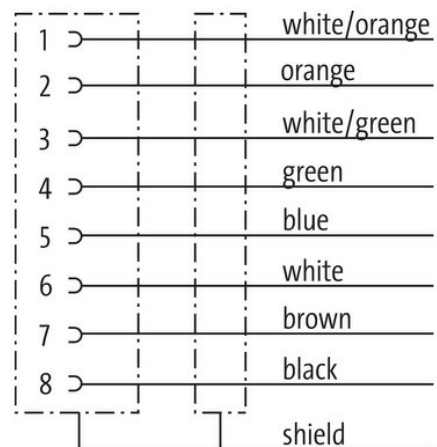 1 white/orange
2 orange
3 white/green
4 green
5 blue
6 white
7 brown
8 black
shield